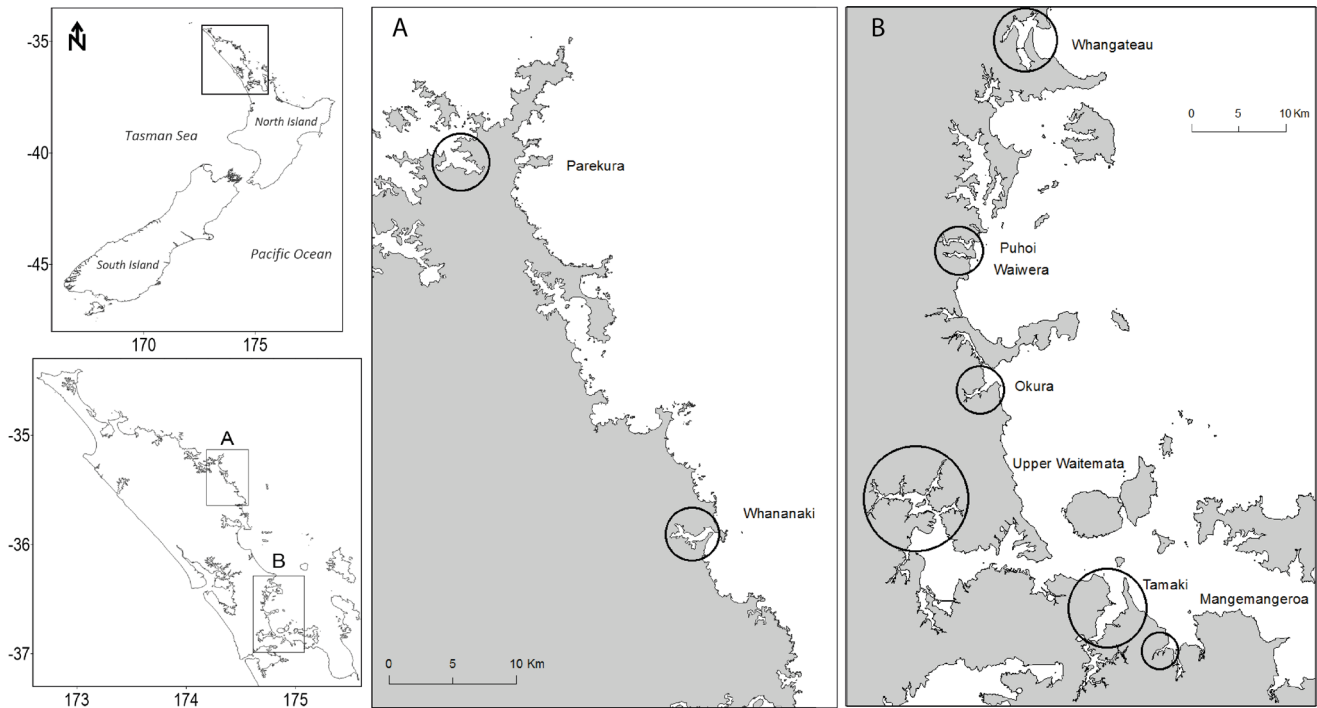 -35
-40
-45
170
175
N
Tasman Sea
North Island
South Island
Pacific Ocean
-35
-36
-37
173
174
175
A
B
A
Parekura
Whananaki
0 5 10 Km
B
Whangateau
0 5 10 Km
Puhoi
Waiwera
Okura
Upper Waitemata
Tamaki
Mangemangeroa